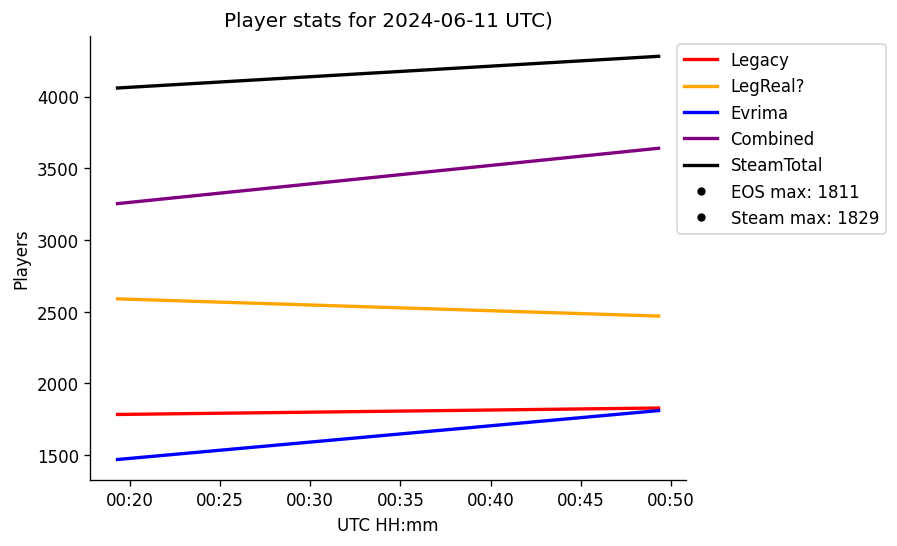 Player stats for 2024-06-11 UTC)
Legacy
LegReal?
Evrima
Combined
SteamTotal
EOS max: 1811
Steam max: 1829
Players
4000
3500
3000
2500
2000
1500
00:20 00:25 00:30 00:35 00:40 00:45 00:50
UTC HH:mm